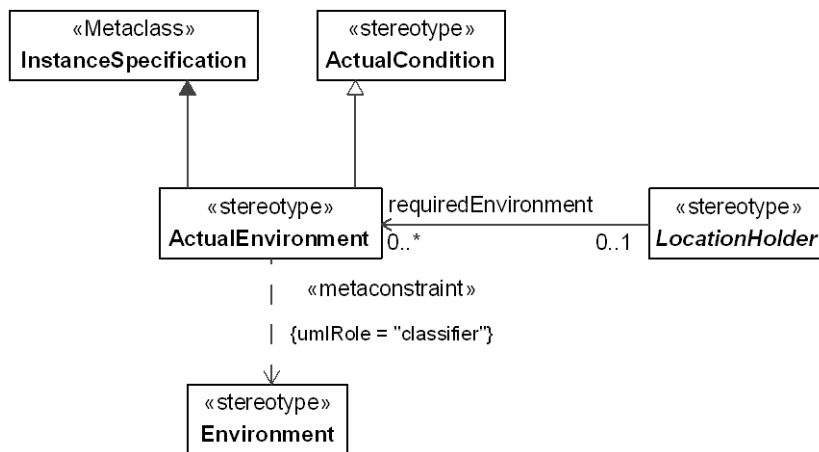 «Metaclass»
InstanceSpecification
«stereotype»
ActualCondition
«stereotype»
ActualEnvironment
requiredEnvironment
0..*
0..1
«stereotype»
LocationHolder
«metaconstraint»
{umlRole = "classifier"}
«stereotype»
Environment